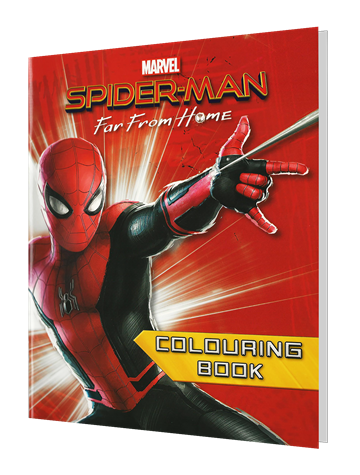 MARVEL
SPIDER-MAN
Far From Home
COLOURING
BOOK